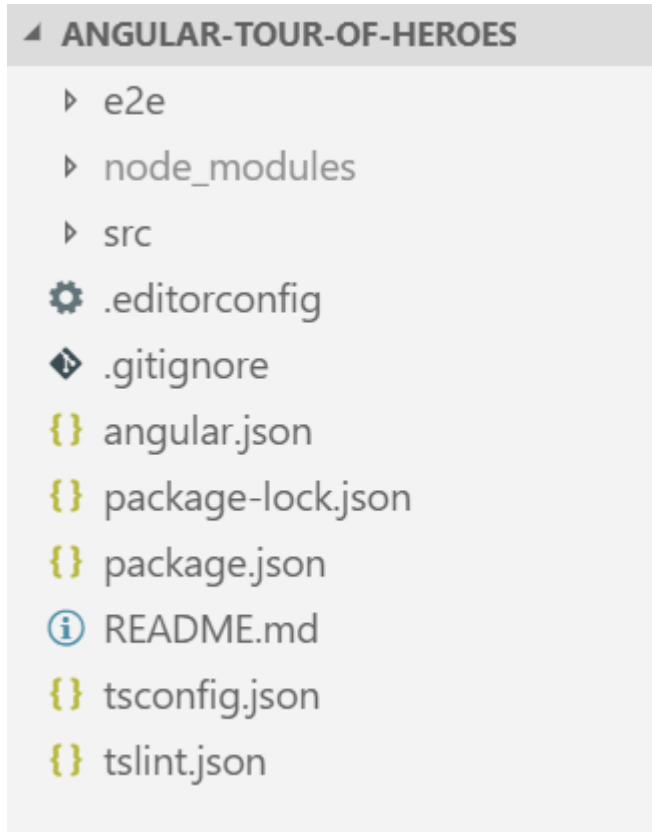 ANGULAR-TOUR-OF-HEROES
e2e
node_modules
src
.editorconfig
.gitignore
{} angular.json
{} package-lock.json
{} package.json
README.md
{} tsconfig.json
{} tslint.json